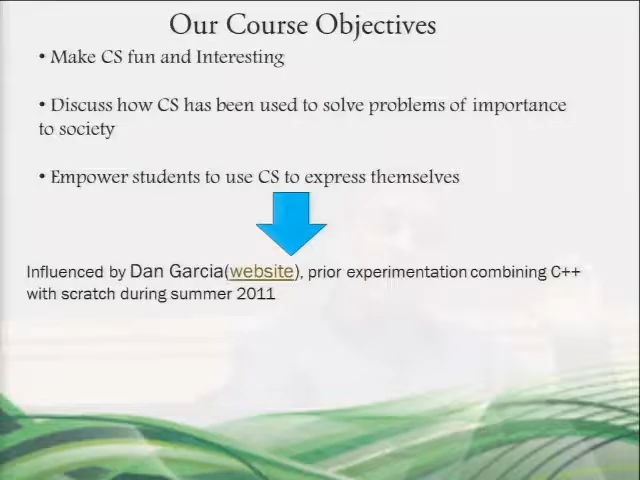 Our Course Objectives
• Make CS fun and Interesting
• Discuss how CS has been used to solve problems of importance
to society
• Empower students to use CS to express themselves
Influenced by Dan Garcia(website), prior experimentation combining C++
with scratch during summer 2011